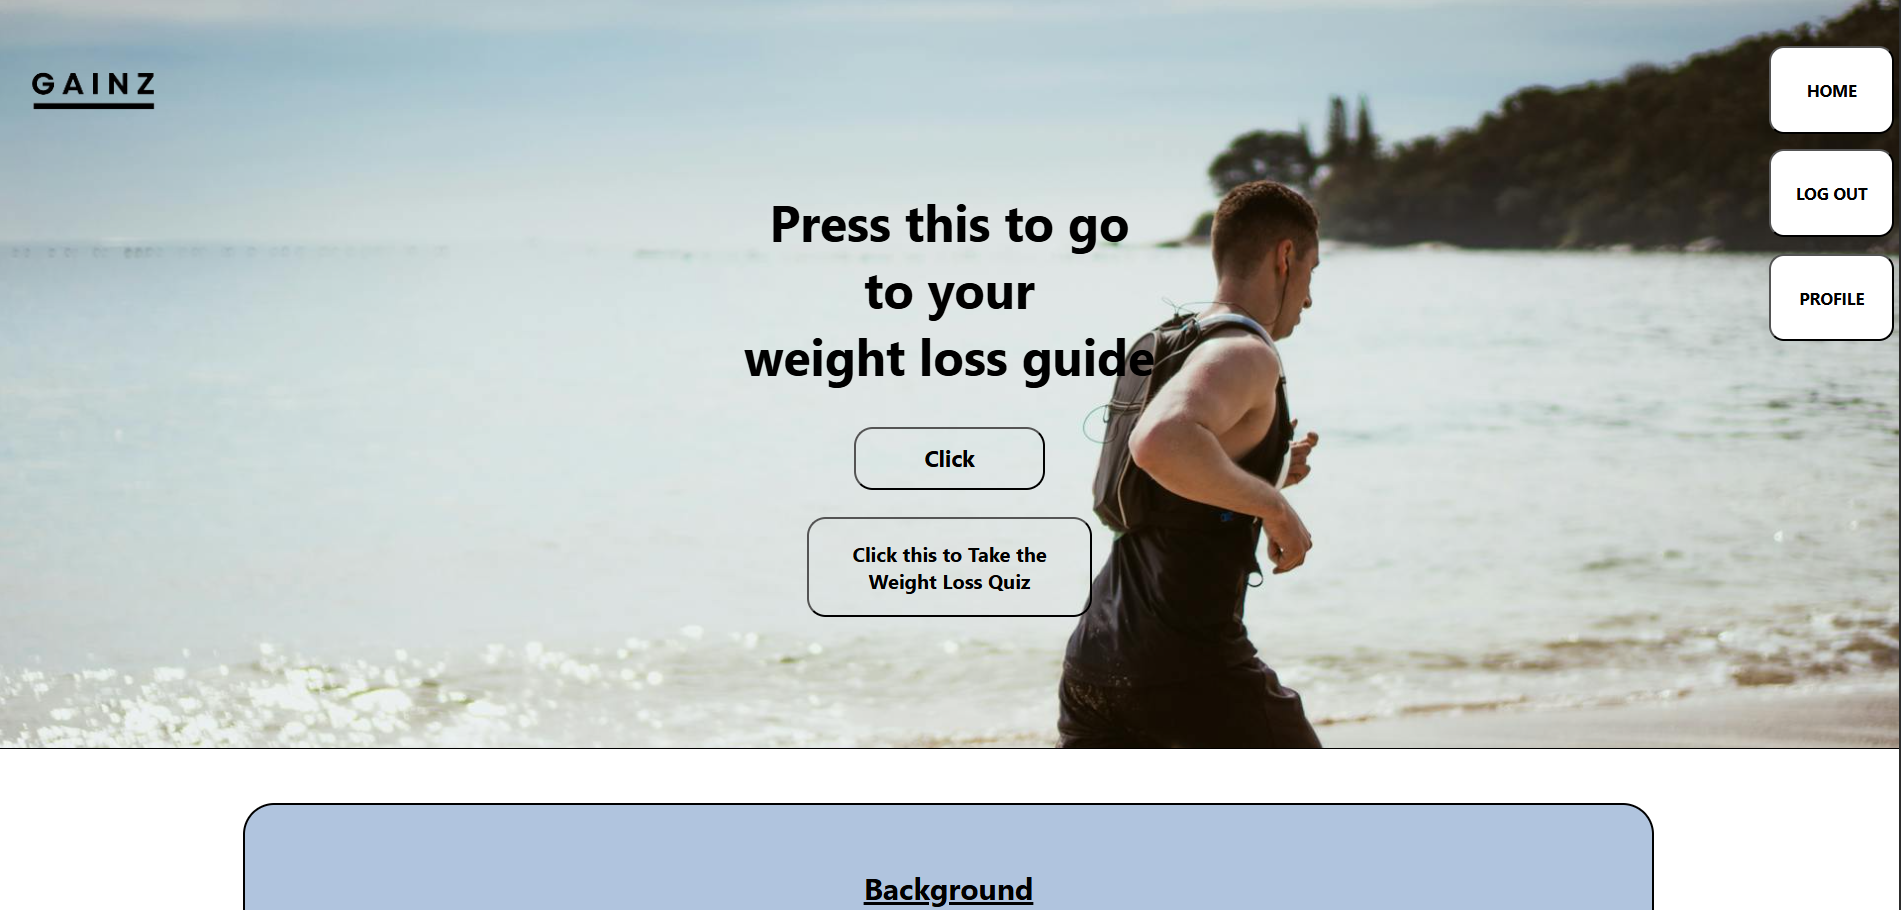 GAINZ
HOME
LOG OUT
PROFILE
Press this to go
to your
weight loss guide
Click
Click this to Take the
Weight Loss Quiz
Background